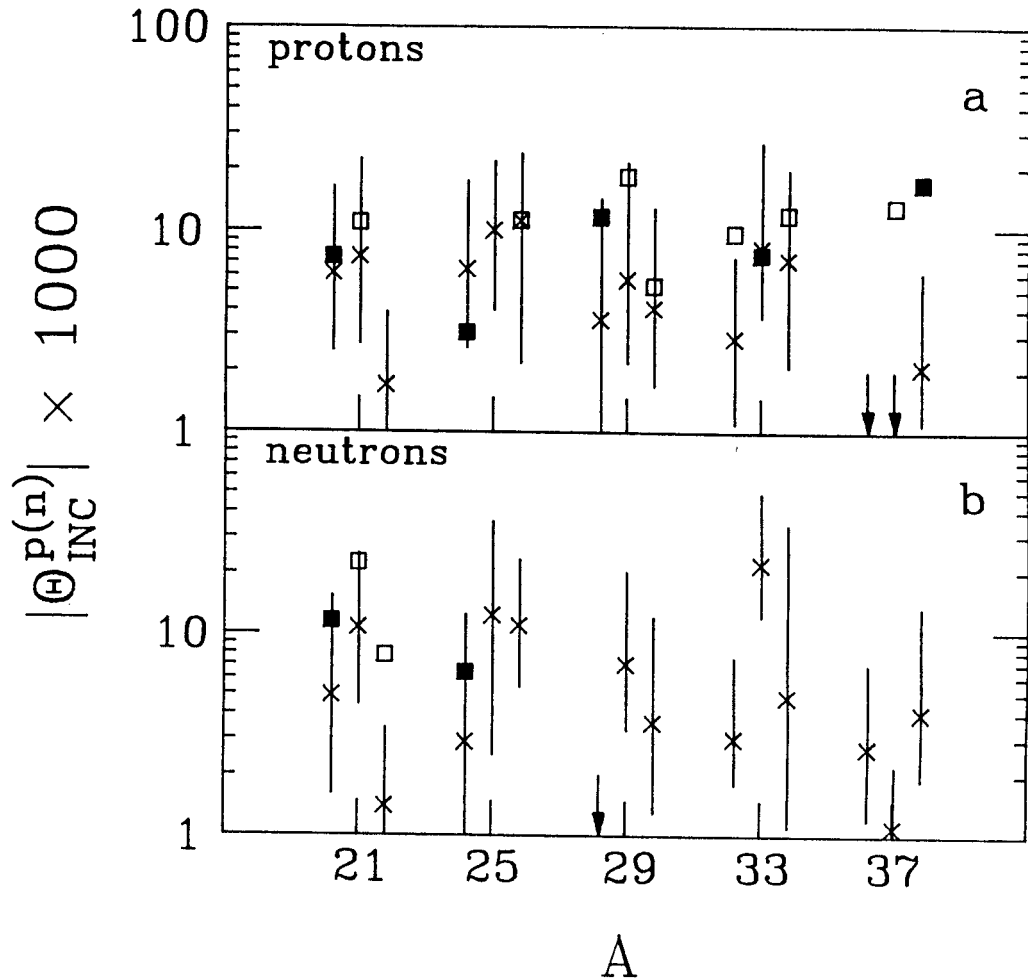 100
protons
a
10
1
neutrons
b
10
1
|Θ^{p(n)}_{INC}| × 1000
21 25 29 33 37
A